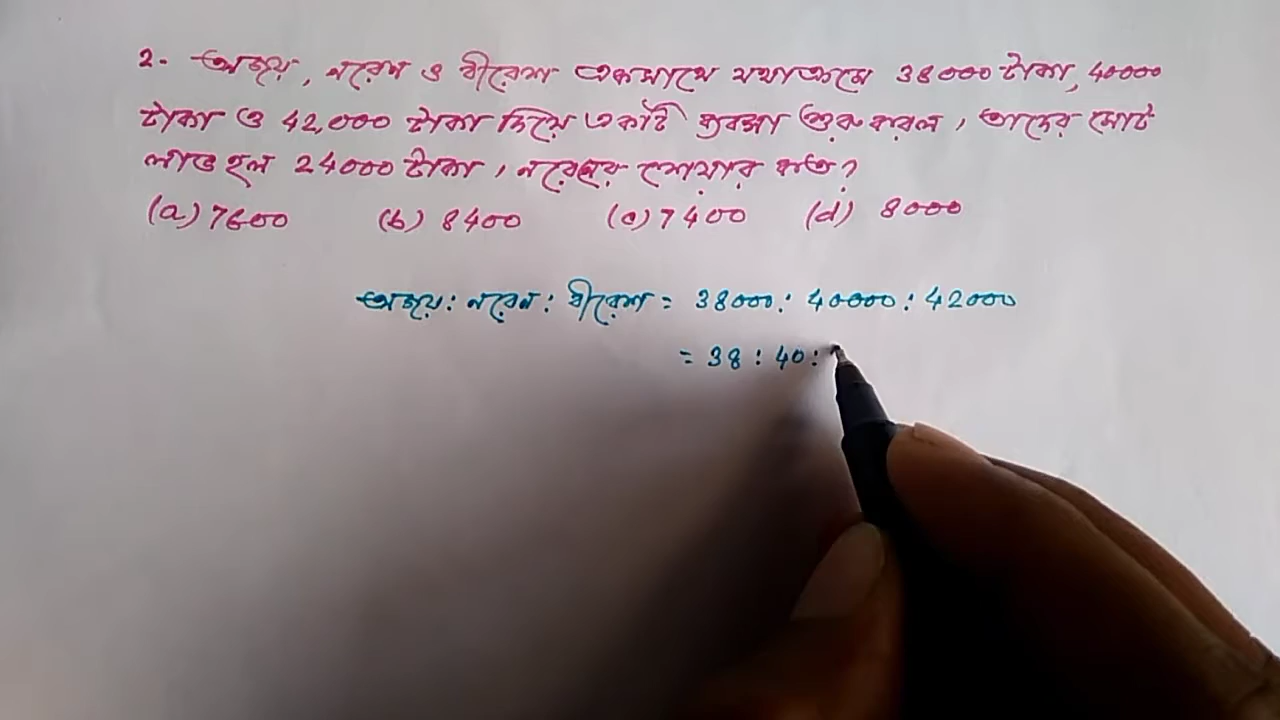 2. অজয়, নরেন ও বীরেশ একসাথে যথাক্রমে 38000 টাকা, 40000
টাকা ও 42,000 টাকা দিয়ে একটি ব্যবসা শুরু করল, তাদের মোট
লাভ হল 24000 টাকা, নরেনের শেয়ার কত?
(a) 7600 (b) 8400 (c) 7400 (d) 8000
অজয় : নরেন : বীরেশ = 38000 : 40000 : 42000
= 38 : 40 :